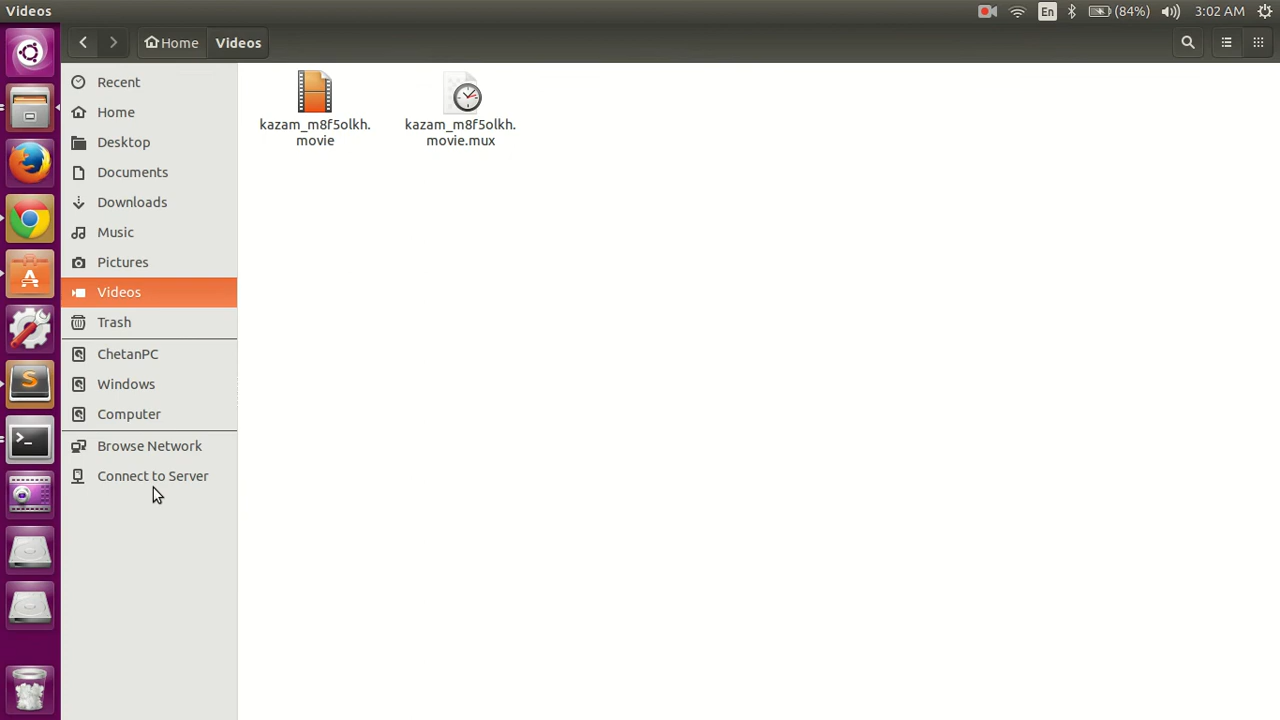 Videos
En
(84%)
3:02 AM
Home
Videos
Recent
Home
Desktop
Documents
Downloads
Music
Pictures
Videos
Trash
ChetanPC
Windows
Computer
Browse Network
Connect to Server
kazam_m8f5olkh.
movie
kazam_m8f5olkh.
movie.mux